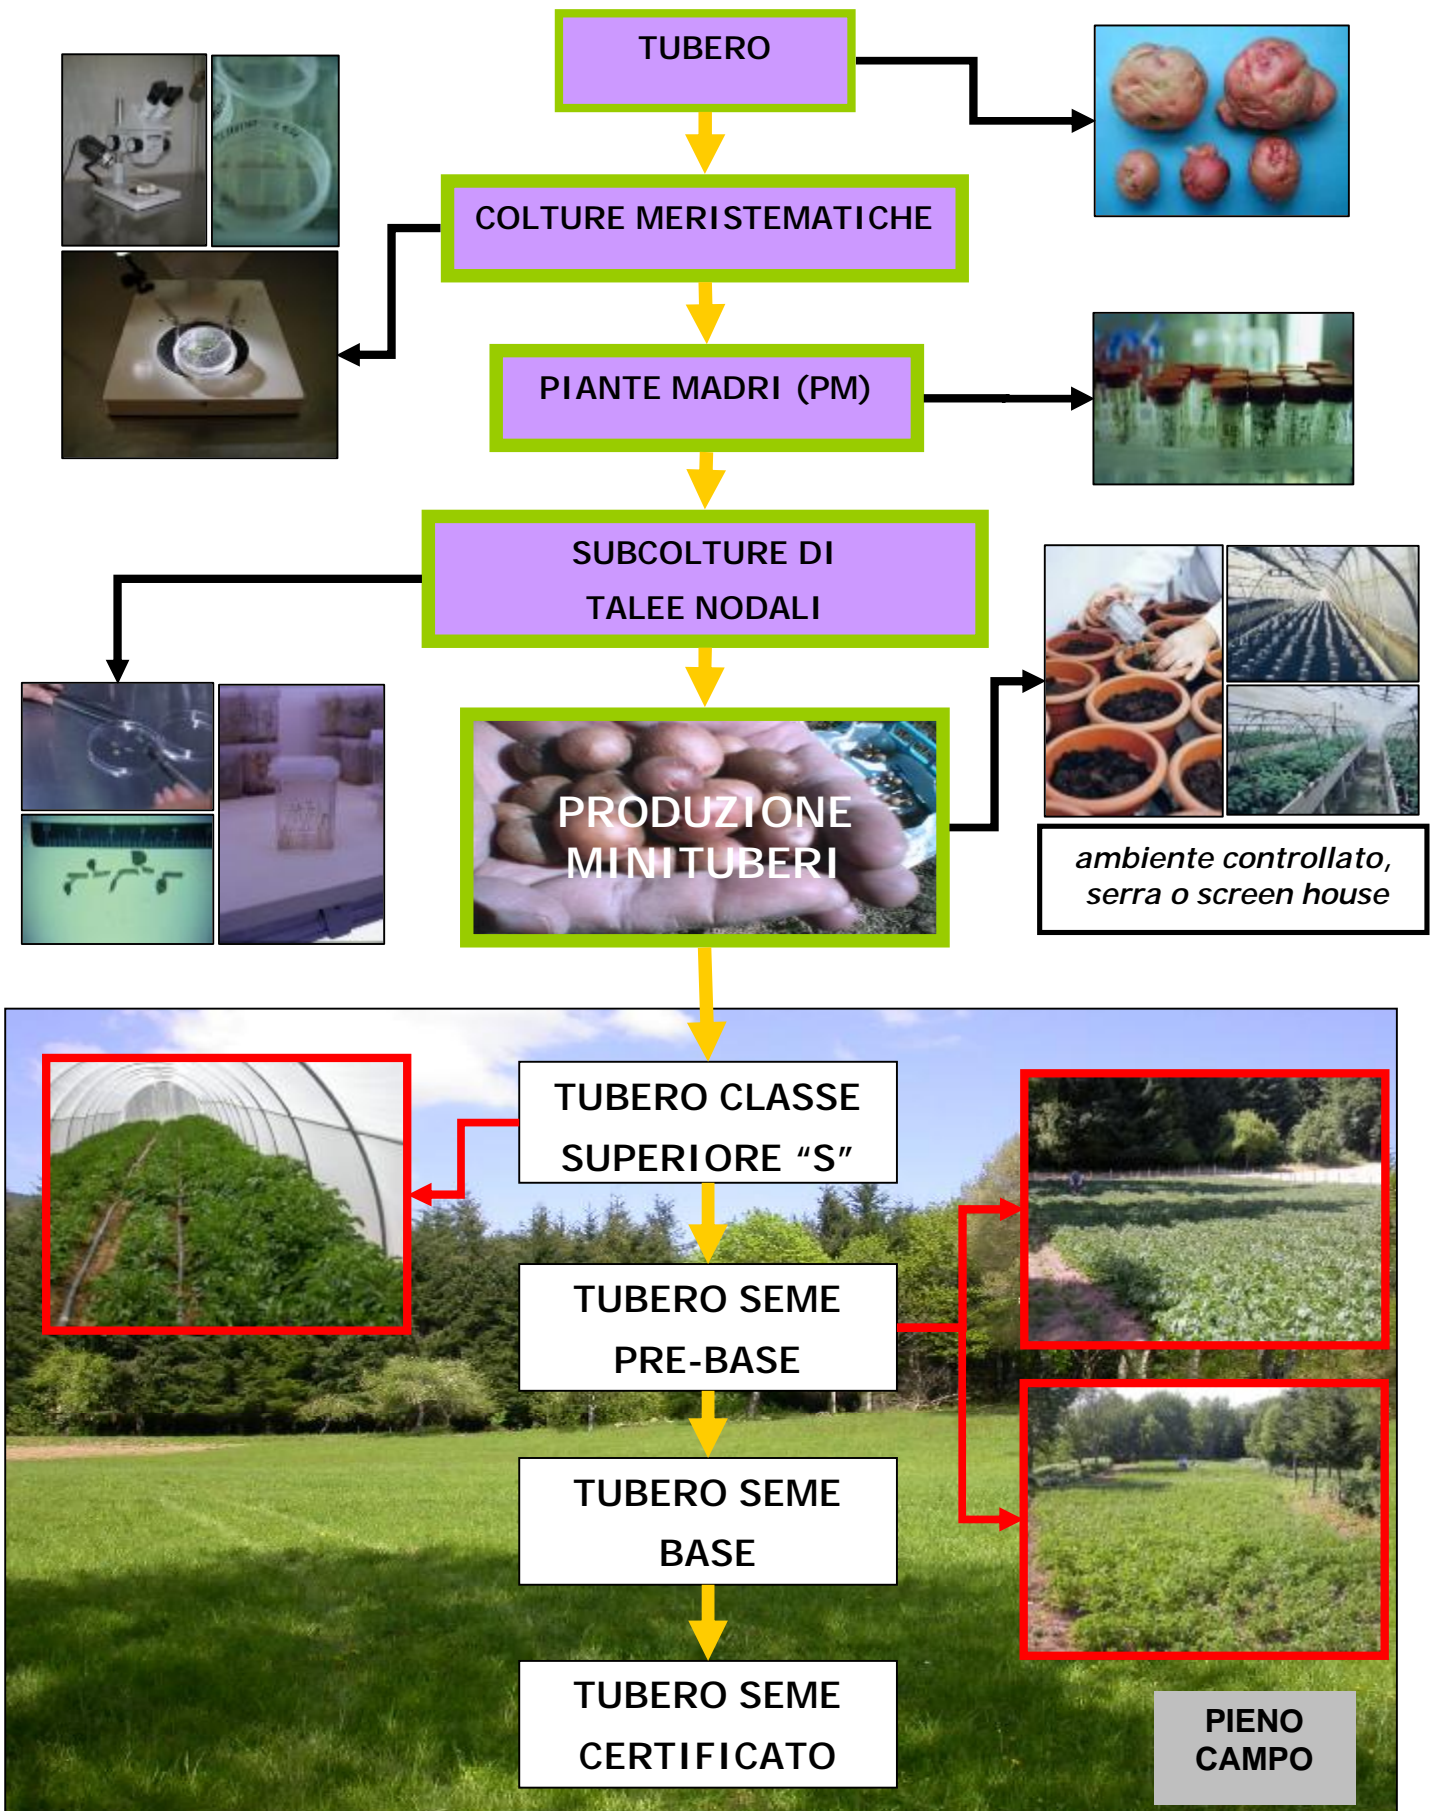 TUBERO
COLTURE MERISTEMATICHE
PIANTE MADRI (PM)
SUBCOLTURE DI
TALEE NODALI
PRODUZIONE
MINITUBERI
ambiente controllato,
serra o screen house
TUBERO CLASSE
SUPERIORE “S”
TUBERO SEME
PRE-BASE
TUBERO SEME
BASE
TUBERO SEME
CERTIFICATO
PIENO
CAMPO